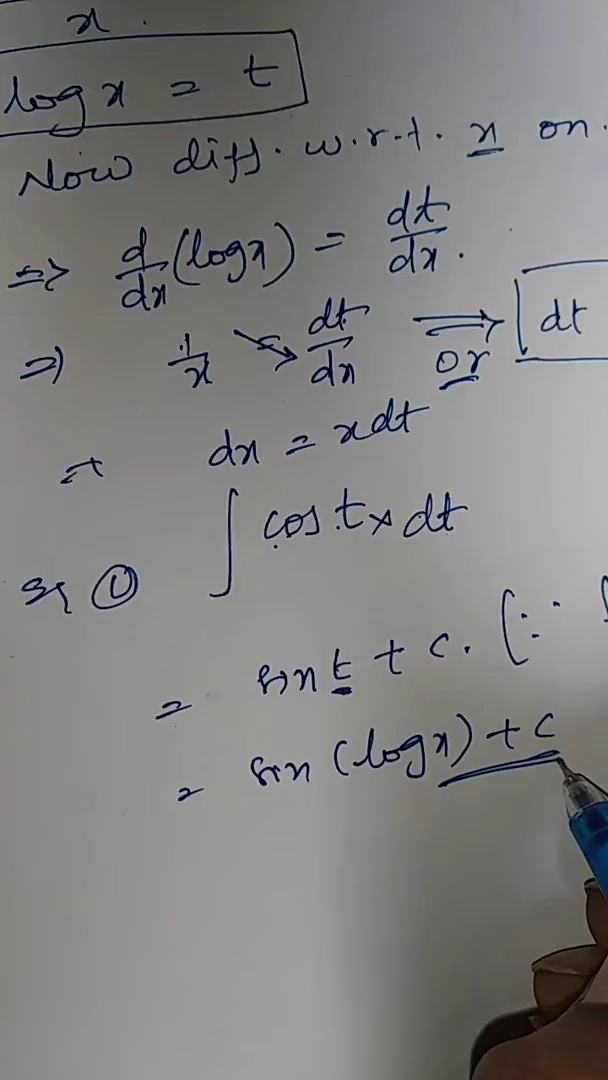 x.
log x = t
Now diff. w.r.t. x on.
=> d/dx (log x) = dt/dx.
=> 1/x = dt/dx => or dt
=> dx = x dt
① ∫ cos t × dt
= sin t + c. (∵
= sin (log x) + c